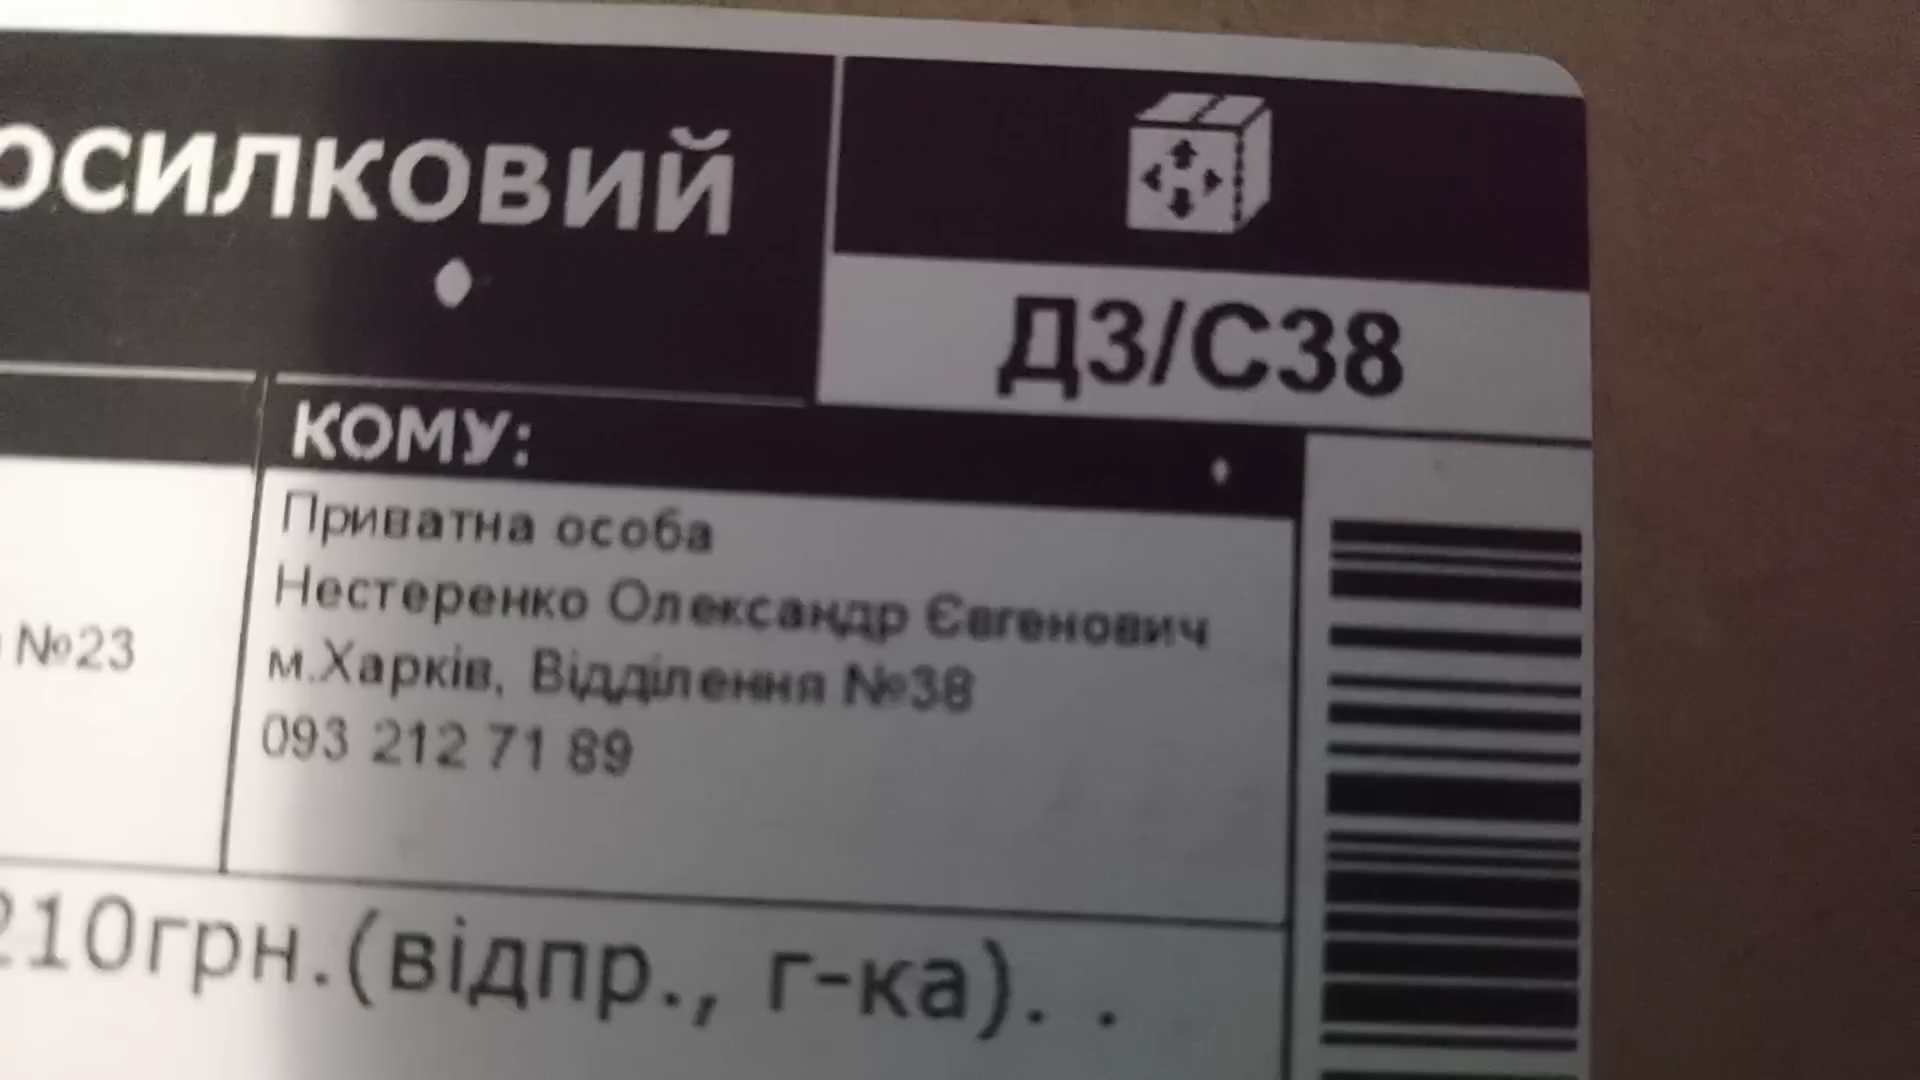 ОСИЛКОВИЙ
Д3/С38
КОМУ:
Приватна особа
Нестеренко Олександр Євгенович
м.Харків, Відділення №38
093 212 71 89
№23
210грн.(відпр., г-ка). .